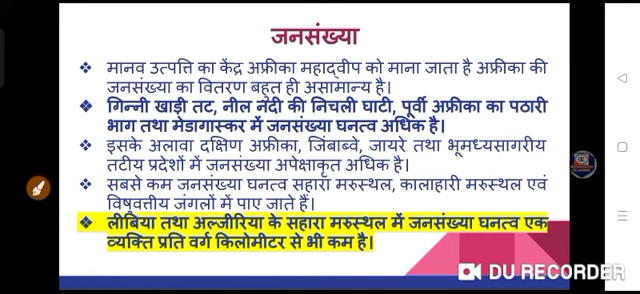 जनसंख्या
❖ मानव उत्पत्ति का केंद्र अफ्रीका महाद्वीप को माना जाता है अफ्रीका की
जनसंख्या का वितरण बहुत ही असामान्य है।
❖ गिन्नी खाड़ी तट, नील नदी की निचली घाटी, पूर्वी अफ्रीका का पठारी
भाग तथा मेडागास्कर में जनसंख्या घनत्व अधिक है।
❖ इसके अलावा दक्षिण अफ्रीका, जिंबाब्वे, जायरे तथा भूमध्यसागरीय
तटीय प्रदेशों में जनसंख्या अपेक्षाकृत अधिक है।
❖ सबसे कम जनसंख्या घनत्व सहारा मरुस्थल, कालाहारी मरुस्थल एवं
विषुवत्तीय जंगलों में पाए जाते हैं।
❖ लीबिया तथा अल्जीरिया के सहारा मरुस्थल में जनसंख्या घनत्व एक
व्यक्ति प्रति वर्ग किलोमीटर से भी कम है।
DU RECORDER